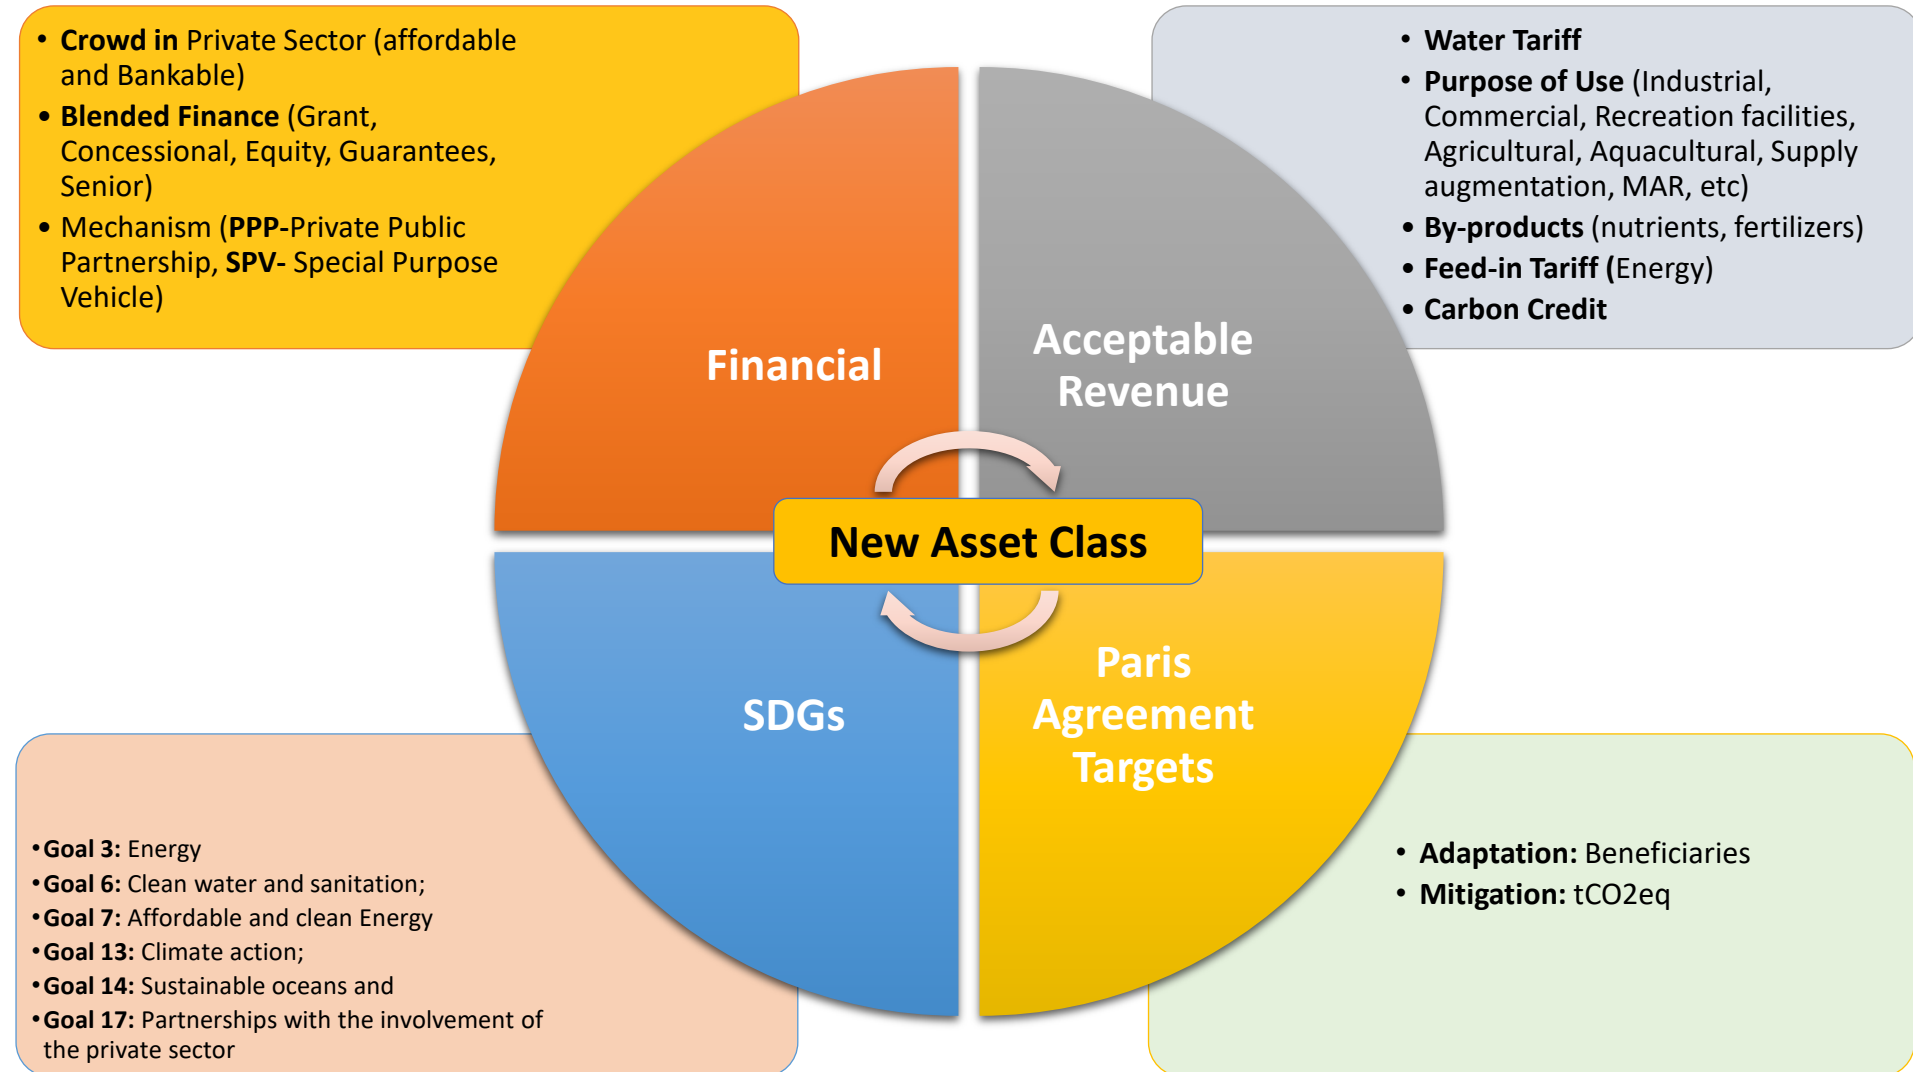 • Crowd in Private Sector (affordable
and Bankable)
• Blended Finance (Grant,
Concessional, Equity, Guarantees,
Senior)
• Mechanism (PPP-Private Public
Partnership, SPV- Special Purpose
Vehicle)
• Water Tariff
• Purpose of Use (Industrial,
Commercial, Recreation facilities,
Agricultural, Aquacultural, Supply
augmentation, MAR, etc)
• By-products (nutrients, fertilizers)
• Feed-in Tariff (Energy)
• Carbon Credit
Financial
Acceptable
Revenue
New Asset Class
SDGs
Paris
Agreement
Targets
• Goal 3: Energy
• Goal 6: Clean water and sanitation;
• Goal 7: Affordable and clean Energy
• Goal 13: Climate action;
• Goal 14: Sustainable oceans and
• Goal 17: Partnerships with the involvement of
the private sector
• Adaptation: Beneficiaries
• Mitigation: tCO2eq